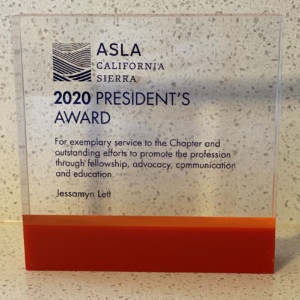 ASLA
CALIFORNIA
SIERRA
2020 PRESIDENT'S
AWARD
For exemplary service to the Chapter and
outstanding efforts to promote the profession
through fellowship, advocacy, communication
and education.
Jessamyn Lett